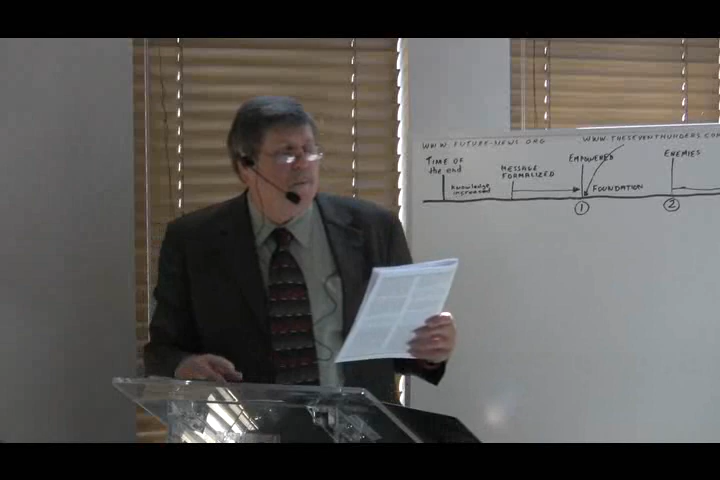 WWW.FUTURE-NEWS.ORG
WWW.THESEVENTHUNDERS.COM
TIME OF
the end
knowledge
increased
MESSAGE
FORMALIZED
EMPOWERED
FOUNDATION
ENEMIES
1
2